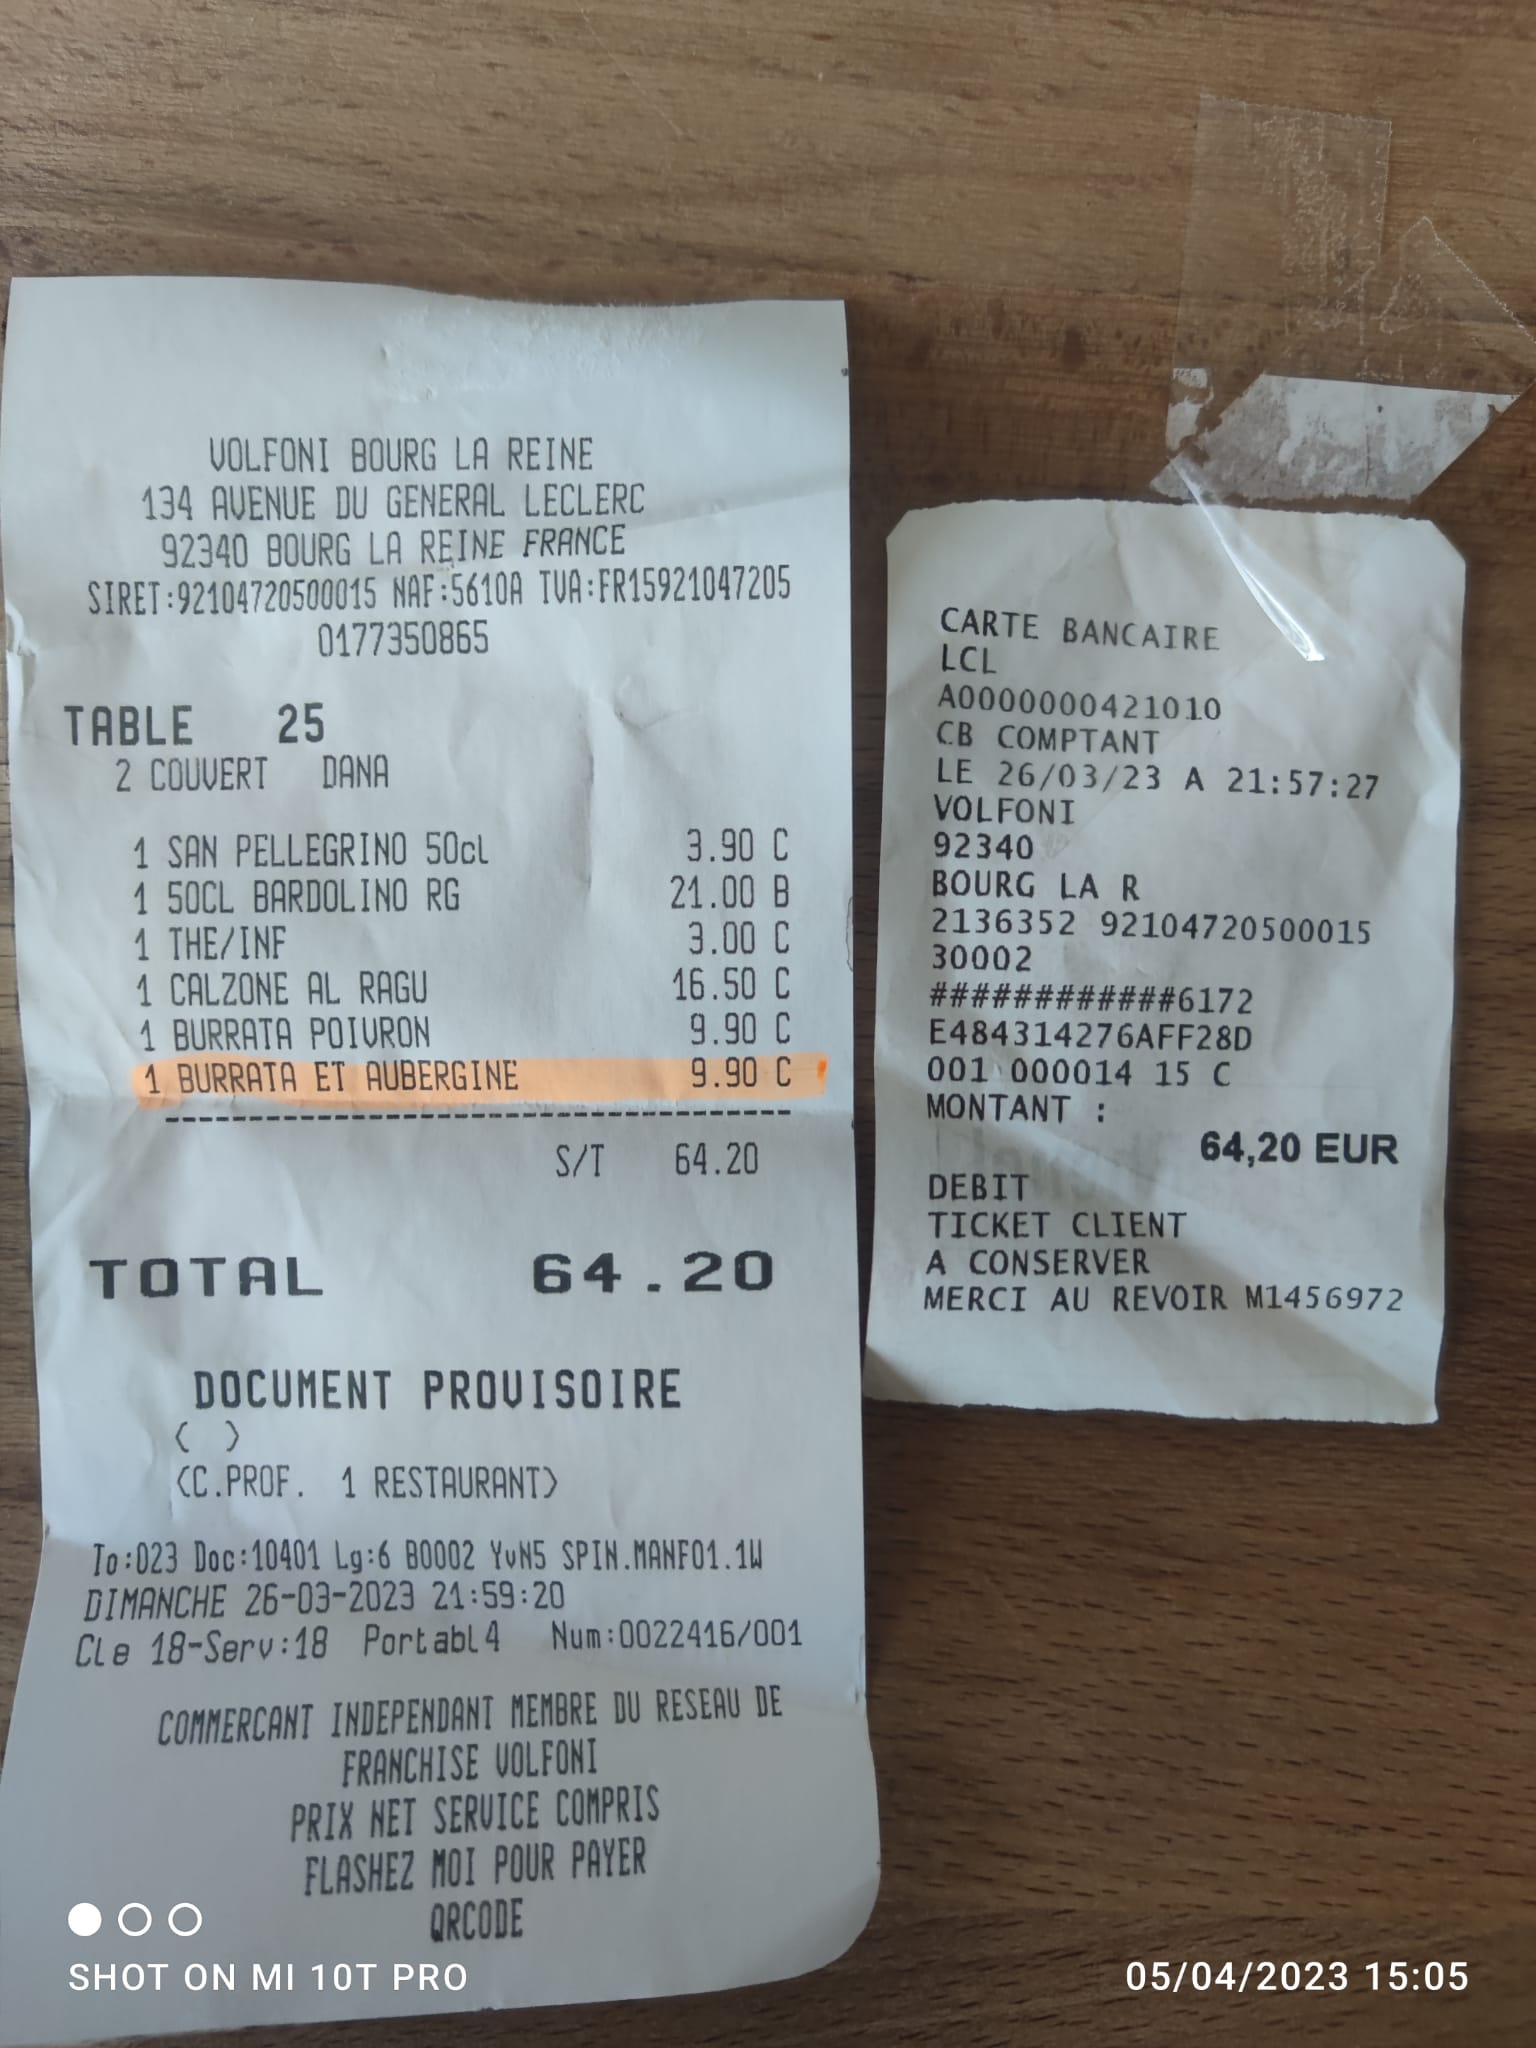 VOLFONI BOURG LA REINE
134 AVENUE DU GENERAL LECLERC
92340 BOURG LA REINE FRANCE
SIRET:92104720500015 NAF:5610A TVA:FR15921047205
0177350865
TABLE 25
2 COUVERT DANA
1 SAN PELLEGRINO 50cl 3.90 C
1 50CL BARDOLINO RG 21.00 B
1 THE/INF 3.00 C
1 CALZONE AL RAGU 16.50 C
1 BURRATA POIVRON 9.90 C
1 BURRATA ET AUBERGINE 9.90 C
----------------------------------------
S/T 64.20
TOTAL 64.20
DOCUMENT PROVISOIRE
( )
(C.PROF. 1 RESTAURANT)
To:023 Doc:10401 Lg:6 B0002 YvN5 SPIN.MANF01.1W
DIMANCHE 26-03-2023 21:59:20
Cle 18-Serv:18 Portabl4 Num:0022416/001
COMMERCANT INDEPENDANT MEMBRE DU RESEAU DE
FRANCHISE VOLFONI
PRIX NET SERVICE COMPRIS
FLASHEZ MOI POUR PAYER
QRCODE
CARTE BANCAIRE
LCL
A0000000421010
CB COMPTANT
LE 26/03/23 A 21:57:27
VOLFONI
92340
BOURG LA R
2136352 92104720500015
30002
############6172
E484314276AFF28D
001 000014 15 C
MONTANT :
64,20 EUR
DEBIT
TICKET CLIENT
A CONSERVER
MERCI AU REVOIR M1456972
SHOT ON MI 10T PRO
05/04/2023 15:05